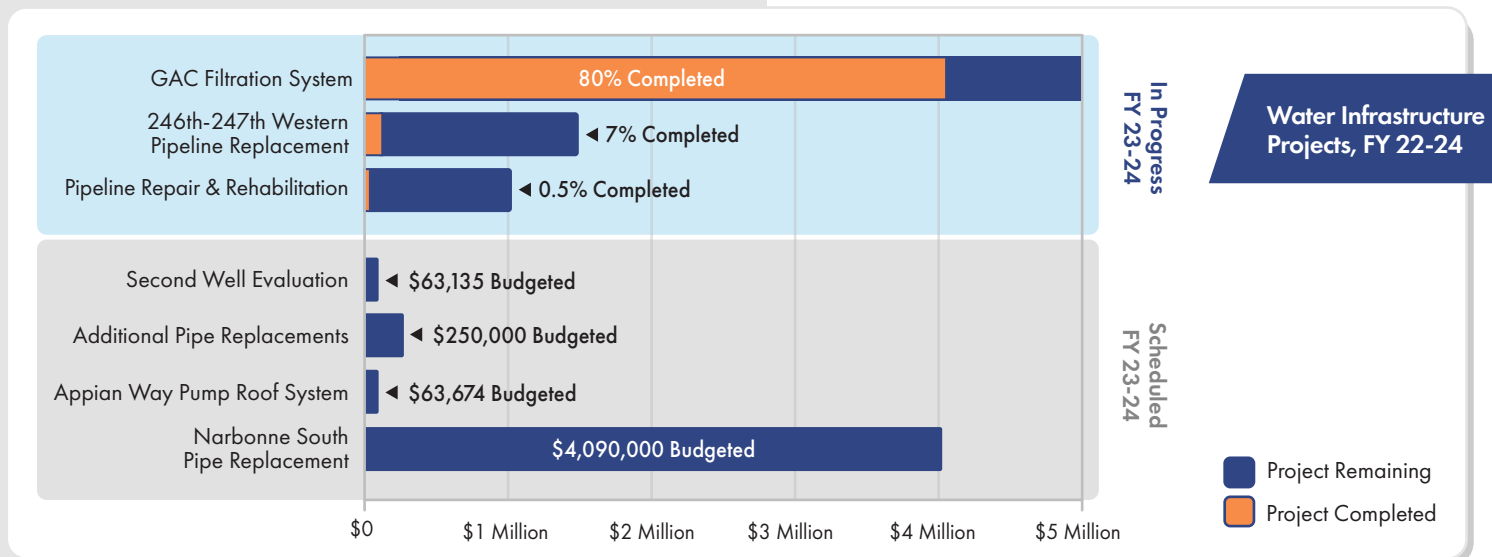 GAC Filtration System
80% Completed
246th-247th Western
Pipeline Replacement
◄ 7% Completed
Pipeline Repair & Rehabilitation
◄ 0.5% Completed
In Progress
FY 23-24
Water Infrastructure
Projects, FY 22-24
Second Well Evaluation
◄ $63,135 Budgeted
Additional Pipe Replacements
◄ $250,000 Budgeted
Appian Way Pump Roof System
◄ $63,674 Budgeted
Narbonne South
Pipe Replacement
$4,090,000 Budgeted
Scheduled
FY 23-24
$0
$1 Million
$2 Million
$3 Million
$4 Million
$5 Million
Project Remaining
Project Completed